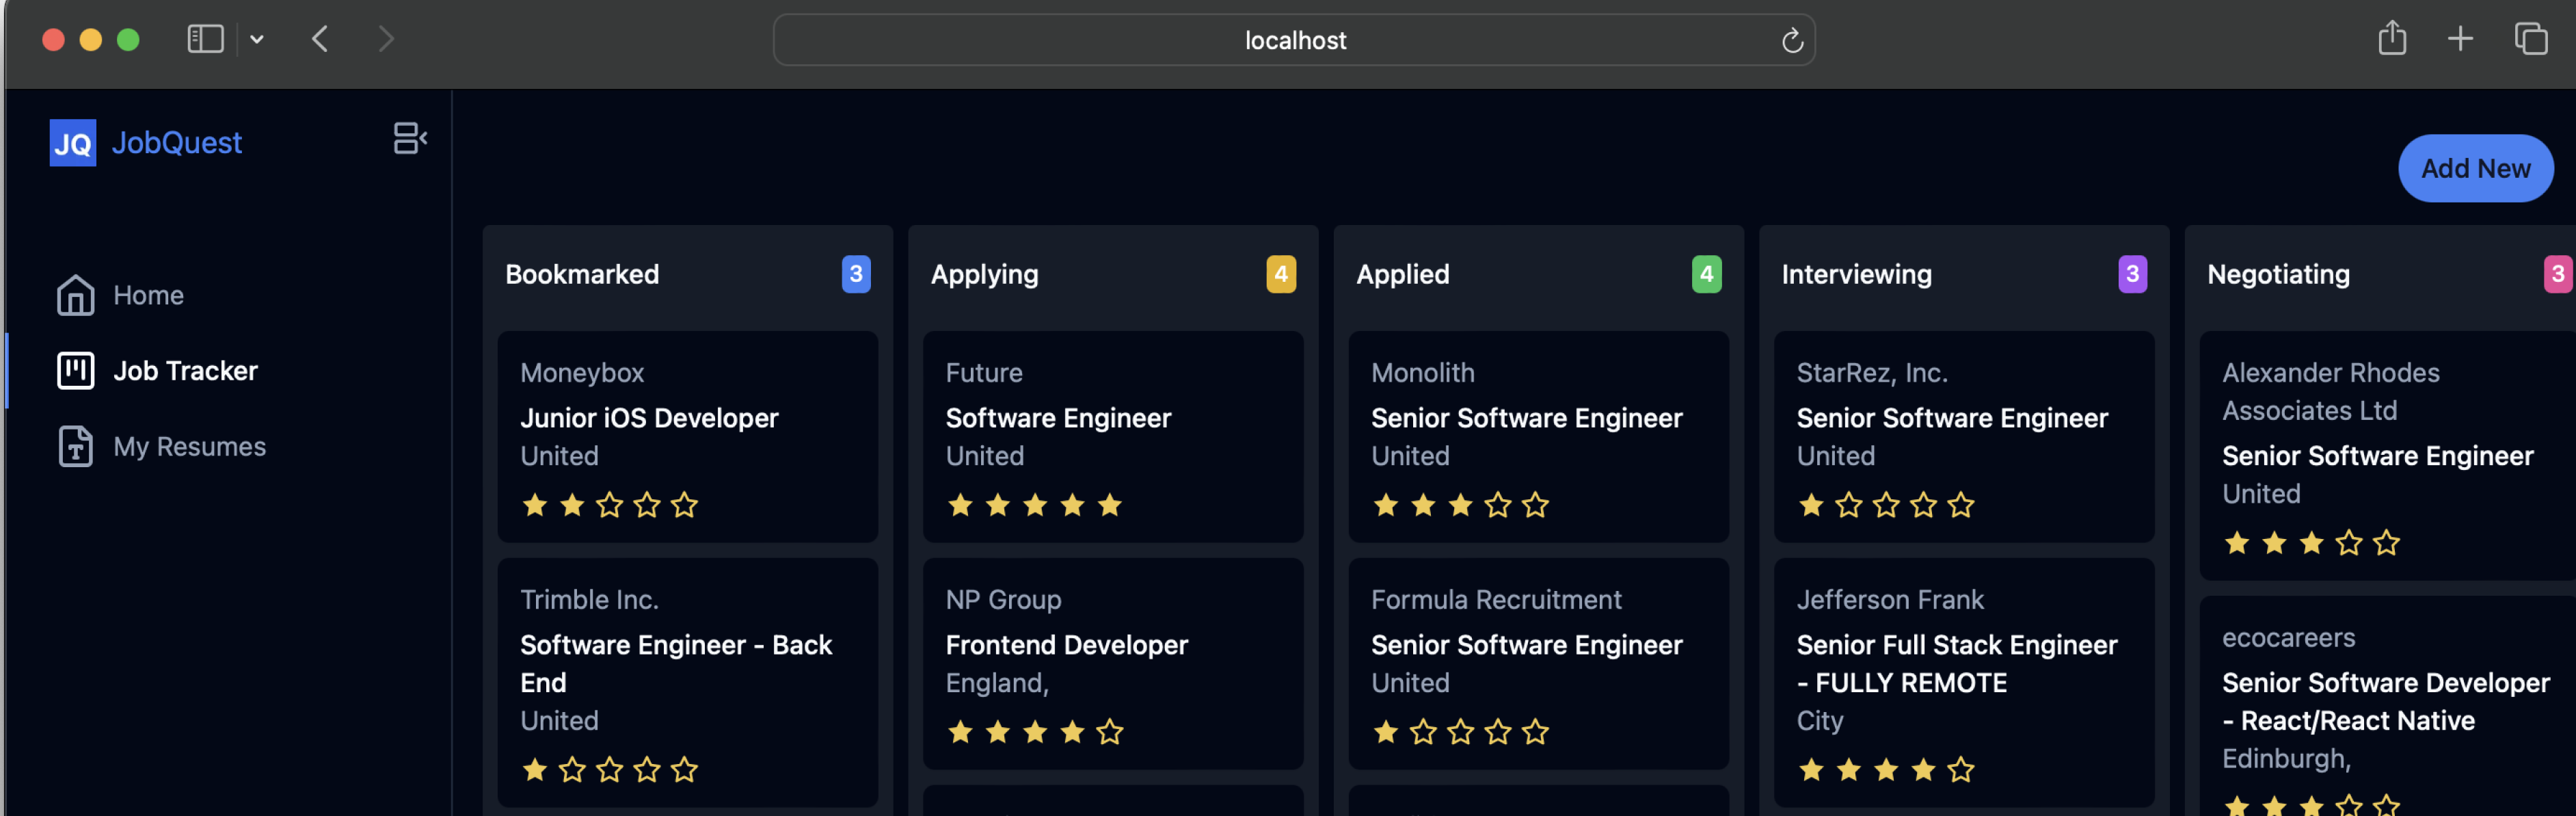 localhost
JQ JobQuest
Add New
Home
Job Tracker
My Resumes
Bookmarked 3
Moneybox
Junior iOS Developer
United
Trimble Inc.
Software Engineer - Back
End
United
Applying 4
Future
Software Engineer
United
NP Group
Frontend Developer
England,
Applied 4
Monolith
Senior Software Engineer
United
Formula Recruitment
Senior Software Engineer
United
Interviewing 3
StarRez, Inc.
Senior Software Engineer
United
Jefferson Frank
Senior Full Stack Engineer
- FULLY REMOTE
City
Negotiating 3
Alexander Rhodes
Associates Ltd
Senior Software Engineer
United
ecocareers
Senior Software Developer
- React/React Native
Edinburgh,